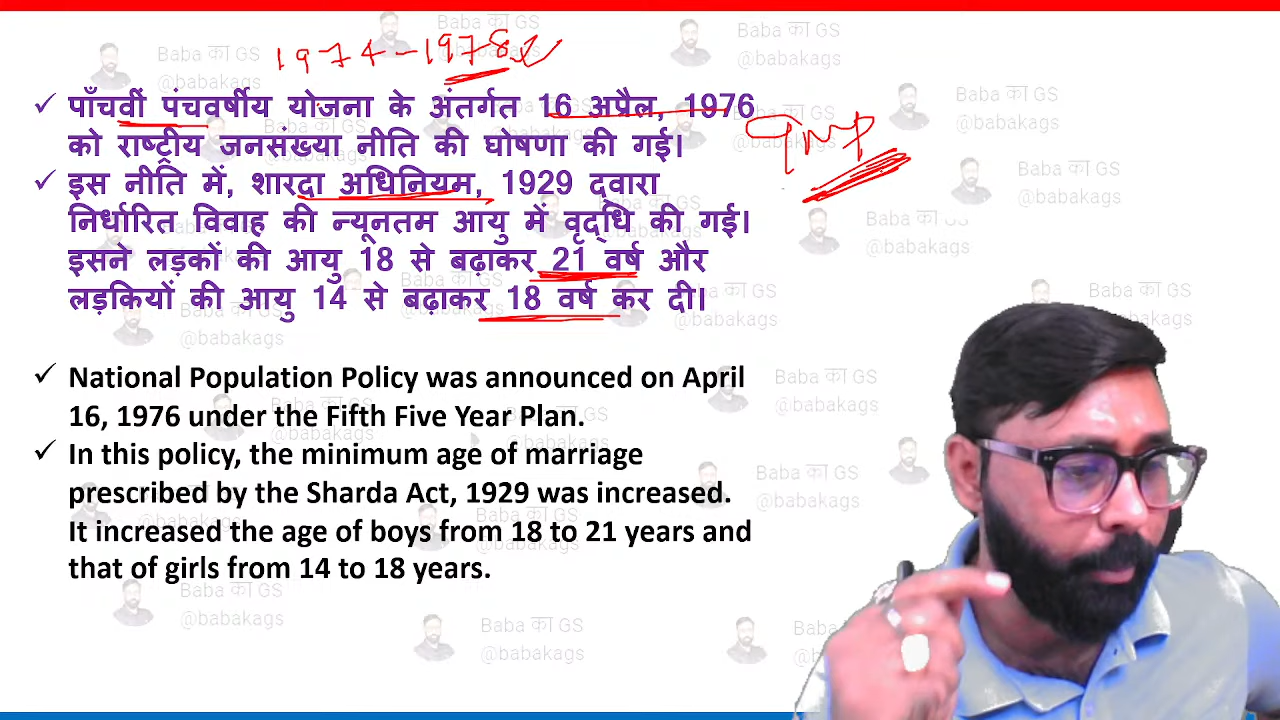 1974-1978
✓ पाँचवीं पंचवर्षीय योजना के अंतर्गत 16 अप्रैल, 1976
को राष्ट्रीय जनसंख्या नीति की घोषणा की गई।
✓ इस नीति में, शारदा अधिनियम, 1929 द्वारा
निर्धारित विवाह की न्यूनतम आयु में वृद्धि की गई।
इसने लड़कों की आयु 18 से बढ़ाकर 21 वर्ष और
लड़कियों की आयु 14 से बढ़ाकर 18 वर्ष कर दी।
✓ National Population Policy was announced on April
16, 1976 under the Fifth Five Year Plan.
✓ In this policy, the minimum age of marriage
prescribed by the Sharda Act, 1929 was increased.
It increased the age of boys from 18 to 21 years and
that of girls from 14 to 18 years.
Baba का GS
@babakags